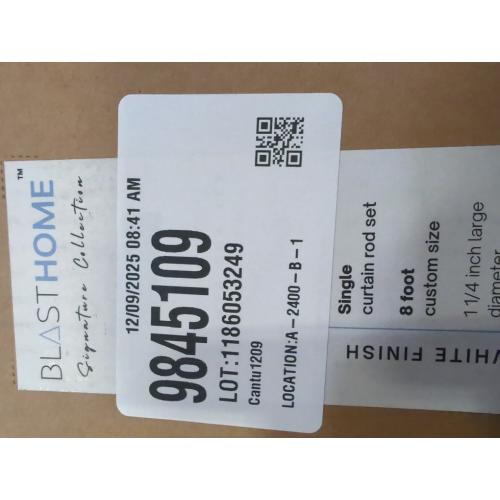 BLASTHOME™
Signature Collection
12/09/2025 08:41 AM
9845109
LOT:1186053249
Cantu1209
LOCATION:A-2400-B-1
Single
curtain rod set
8 foot
custom size
1 1/4 inch large
diameter
WHITE FINISH